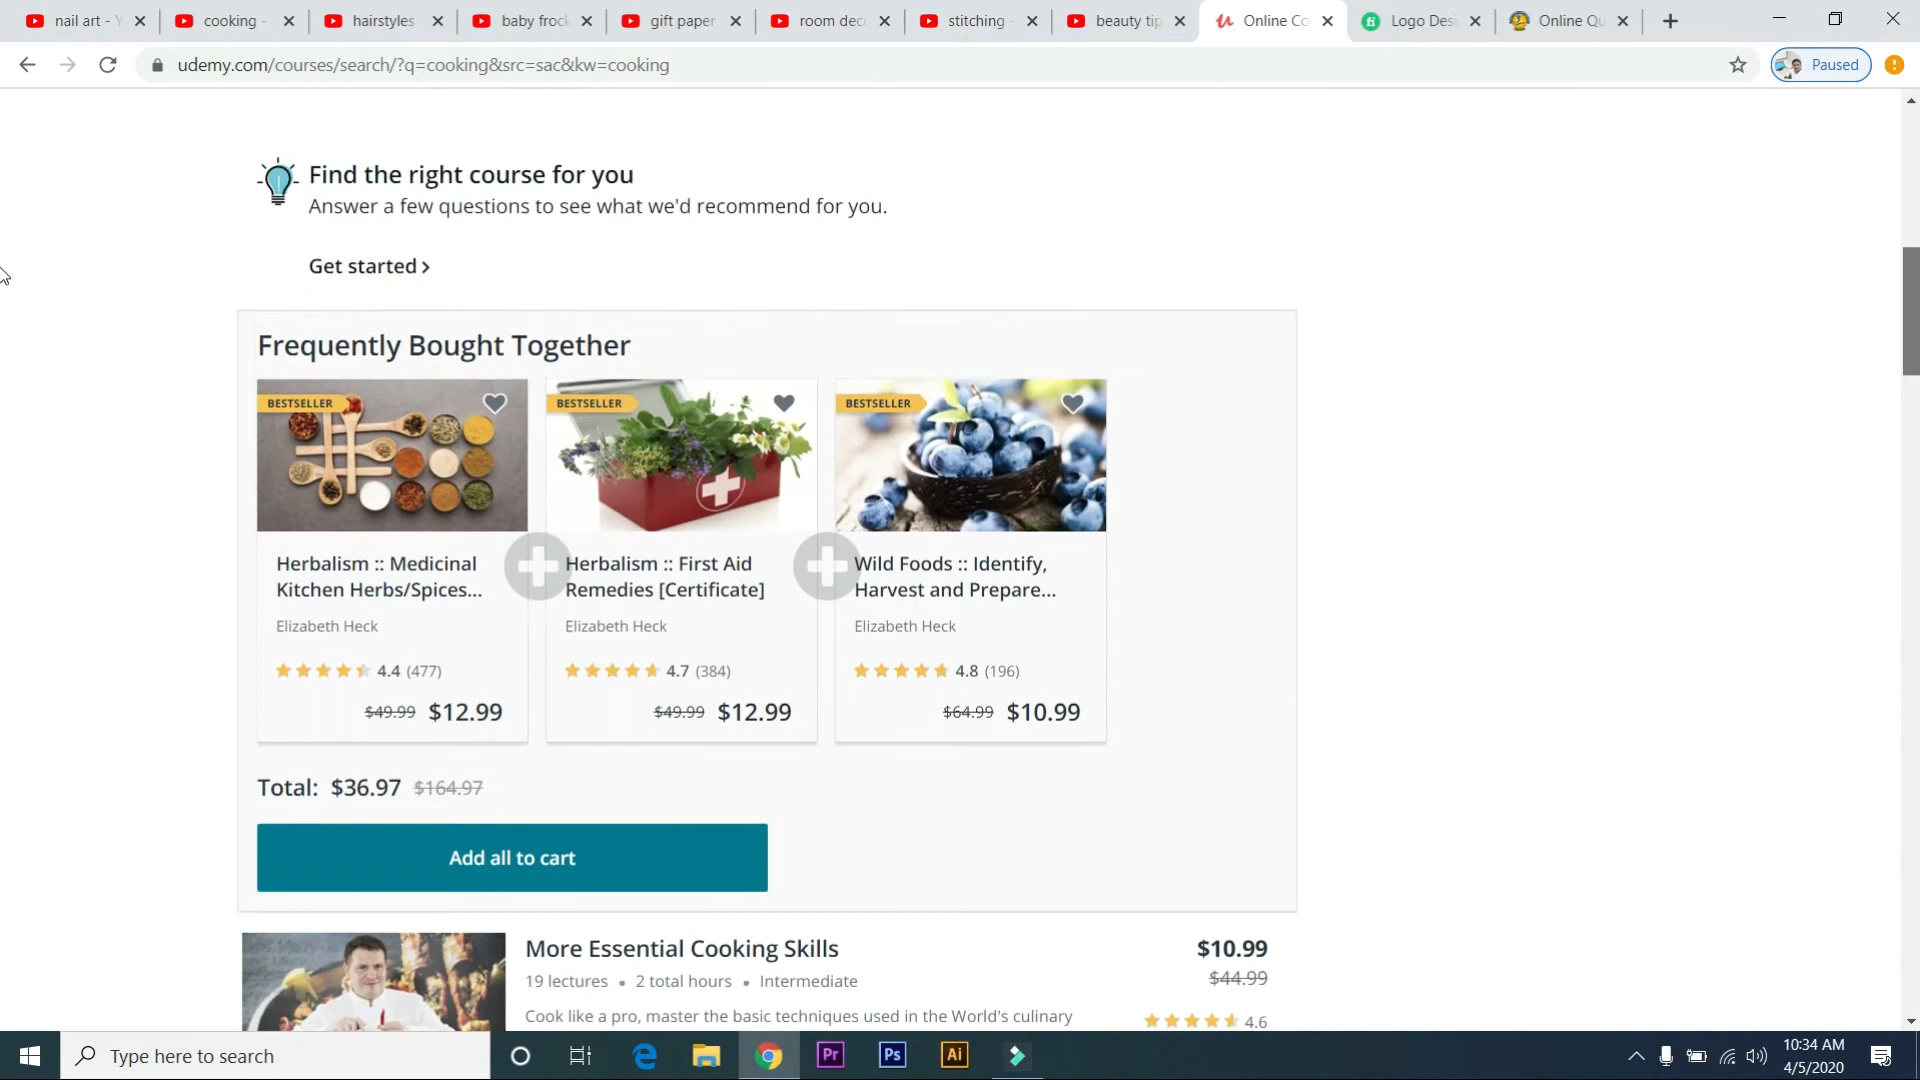 nail art - Y
cooking -
hairstyles
baby frock
gift paper
room deco
stitching -
beauty tip
Online Co
Logo Desi
Online Qu
udemy.com/courses/search/?q=cooking&src=sac&kw=cooking
Paused
Find the right course for you
Answer a few questions to see what we'd recommend for you.
Get started
Frequently Bought Together
BESTSELLER
BESTSELLER
BESTSELLER
Herbalism :: Medicinal
Kitchen Herbs/Spices...
Elizabeth Heck
4.4 (477)
$49.99 $12.99
Herbalism :: First Aid
Remedies [Certificate]
Elizabeth Heck
4.7 (384)
$49.99 $12.99
Wild Foods :: Identify,
Harvest and Prepare...
Elizabeth Heck
4.8 (196)
$64.99 $10.99
Total: $36.97 $164.97
Add all to cart
More Essential Cooking Skills
$10.99
19 lectures • 2 total hours • Intermediate
$44.99
Cook like a pro, master the basic techniques used in the World's culinary
4.6
Type here to search
Pr
Ps
Ai
10:34 AM
4/5/2020